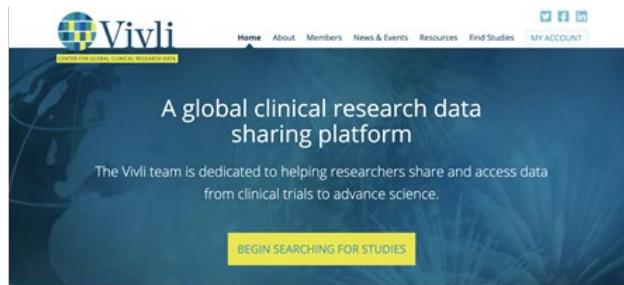 Vivli
CENTER FOR GLOBAL CLINICAL RESEARCH DATA
Home About Members News & Events Resources Find Studies MY ACCOUNT
A global clinical research data
sharing platform
The Vivli team is dedicated to helping researchers share and access data
from clinical trials to advance science.
BEGIN SEARCHING FOR STUDIES